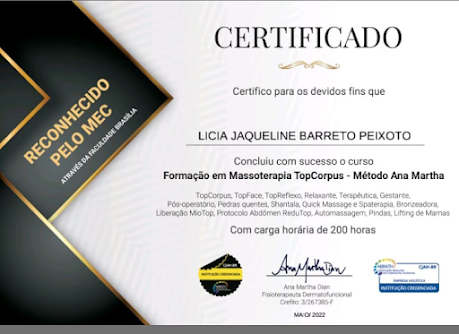 CERTIFICADO
RECONHECIDO
PELO MEC
ATRAVÉS DA FACULDADE BRASÍLIA
Certifico para os devidos fins que
LICIA JAQUELINE BARRETO PEIXOTO
Concluiu com sucesso o curso
Formação em Massoterapia TopCorpus - Método Ana Martha
TopCorpus, TopFace, TopReflexo, Relaxante, Terapêutica, Gestante,
Pós-operatório, Pedras quentes, Shantala, Quick Massage e Spaterapia, Bronzeadora,
Liberação MioTop, Protocolo Abdômen ReduTop, Automassagem, Pindas, Lifting de Mamas
Com carga horária de 200 horas
Ana Martha Dian
INSTITUIÇÃO CREDENCIADA
Ana Martha Dian
Fisioterapeuta Dermatofuncional
Crefito: 3/267385-F
QAH-BR
EMPRESA HOLÍSTICA
INSTITUIÇÃO CREDENCIADA
MAIO/ 2022